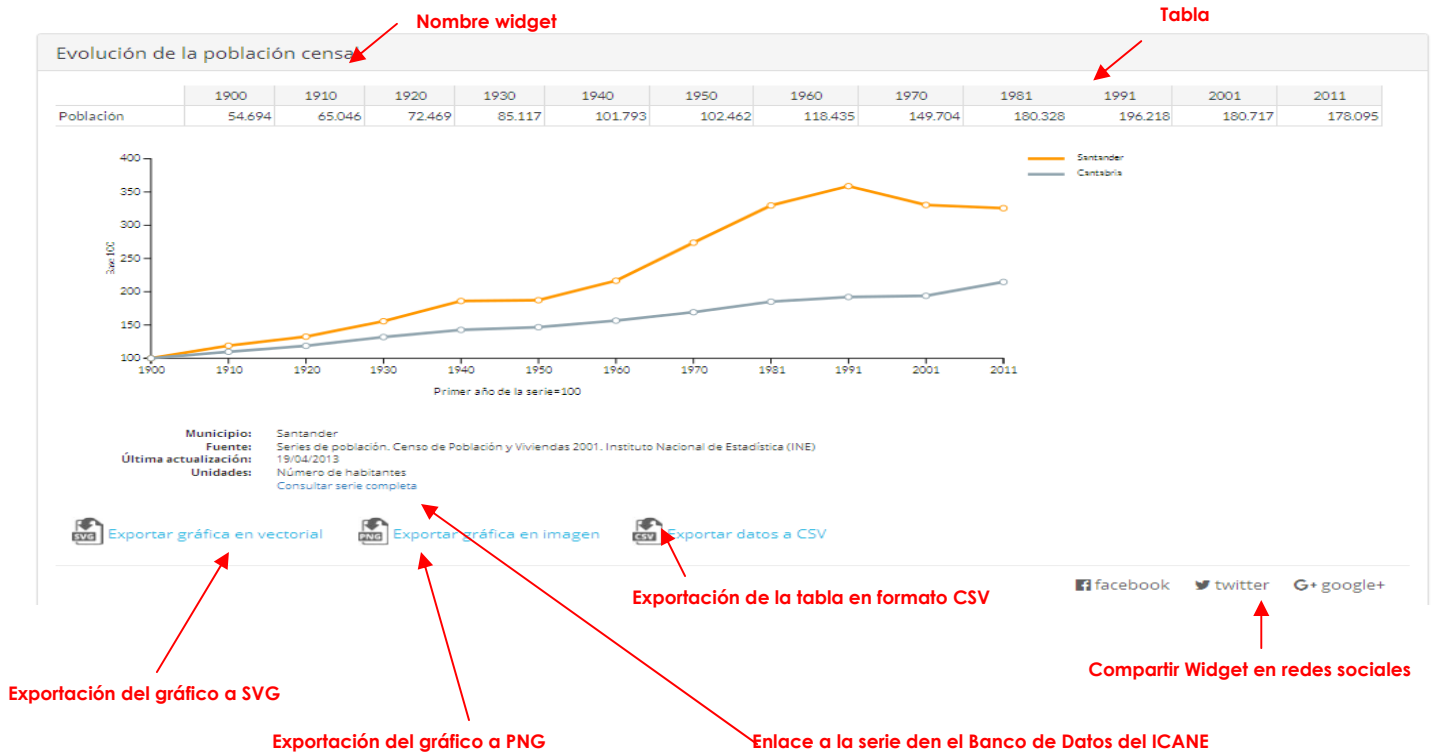 Nombre widget
Tabla
Evolución de la población censa
1900 1910 1920 1930 1940 1950 1960 1970 1981 1991 2001 2011
Población 54.694 65.046 72.469 85.117 101.793 102.462 118.435 149.704 180.328 196.218 180.717 178.095
400
350
300
250
200
150
100
Base 100
Santander
Cantabria
1900 1910 1920 1930 1940 1950 1960 1970 1981 1991 2001 2011
Primer año de la serie=100
Municipio: Santander
Fuente: Series de población. Censo de Población y Viviendas 2001. Instituto Nacional de Estadística (INE)
Última actualización: 19/04/2013
Unidades: Número de habitantes
Consultar serie completa
SVG Exportar gráfica en vectorial PNG Exportar gráfica en imagen CSV Exportar datos a CSV
facebook twitter G+ google+
Exportación de la tabla en formato CSV
Compartir Widget en redes sociales
Exportación del gráfico a SVG
Exportación del gráfico a PNG
Enlace a la serie den el Banco de Datos del ICANE